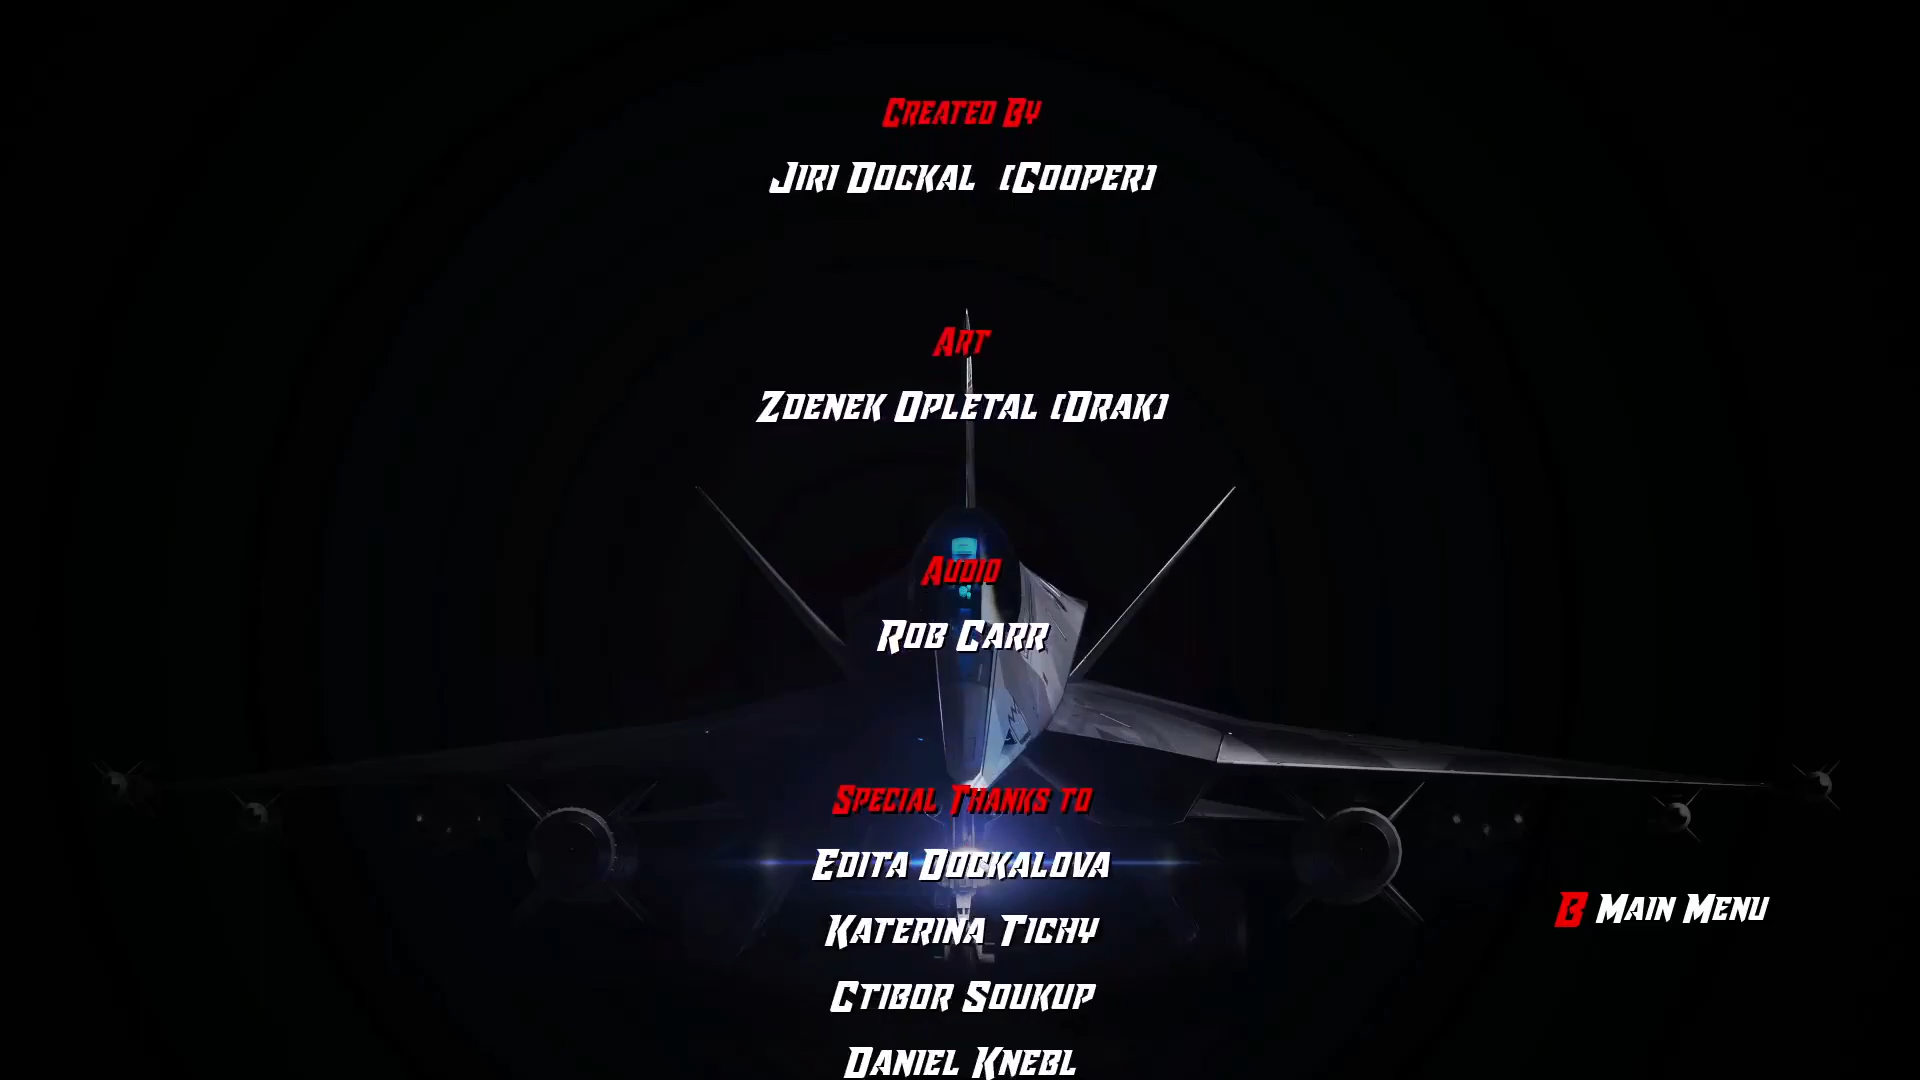 Created By
Jiri Dockal (Cooper)
Art
Zdenek Opletal (Drak)
Audio
Rob Carr
Special Thanks to
Edita Dockalova
Katerina Tichy
B Main Menu
Ctibor Soukup
Daniel Knebl